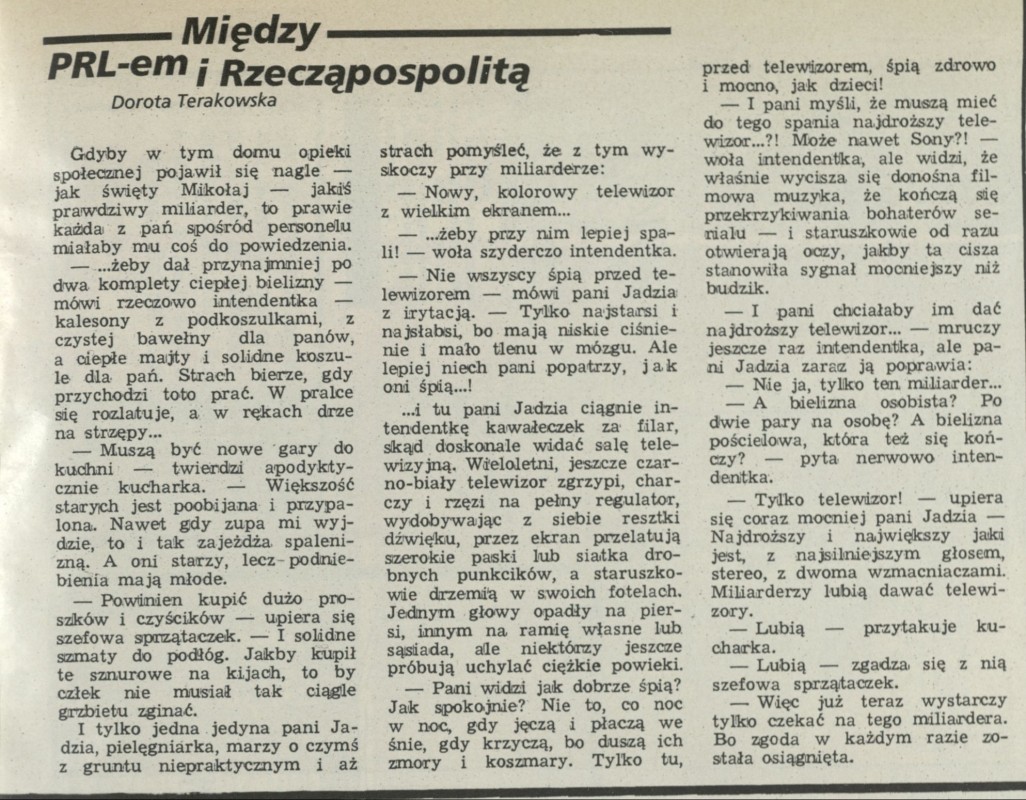 Między
PRL-em i Rzecząpospolitą
Dorota Terakowska
Gdyby w tym domu opieki
społecznej pojawił się nagle —
jak święty Mikołaj — jakiś
prawdziwy miliarder, to prawie
każda z pań spośród personelu
miałaby mu coś do powiedzenia.
— ...żeby dał przynajmniej po
dwa komplety ciepłej bielizny —
mówi rzeczowo intendentka —
kalesony z podkoszulkami, z
czystej bawełny dla panów,
a ciepłe majty i solidne koszu-
le dla pań. Strach bierze, gdy
przychodzi toto prać. W pralce
się rozlatuje, a w rękach drze
na strzępy...
— Muszą być nowe gary do
kuchni — twierdzi apodykty-
cznie kucharka. — Większość
starych jest poobijana i przypa-
lona. Nawet gdy zupa mi wyj-
dzie, to i tak zajeżdża spaleni-
zną. A oni starzy, lecz podnie-
bienia mają młode.
— Powinien kupić dużo pro-
szków i czyścików — upiera się
szefowa sprzątaczek. — I solidne
szmaty do podłóg. Jakby kupił
te sznurowe na kijach, to by
człek nie musiał tak ciągle
grzbietu zginać.
I tylko jedna jedyna pani Ja-
dzia, pielęgniarka, marzy o czymś
z gruntu niepraktycznym i aż
strach pomyśleć, że z tym wy-
skoczy przy miliarderze:
— Nowy, kolorowy telewizor
z wielkim ekranem...
— ...żeby przy nim lepiej spa-
li! — woła szyderczo intendentka.
— Nie wszyscy śpią przed te-
lewizorem — mówi pani Jadzia
z irytacją. — Tylko najstarsi i
najsłabsi, bo mają niskie ciśnie-
nie i mało tlenu w mózgu. Ale
lepiej niech pani popatrzy, jak
oni śpią...!
...i tu pani Jadzia ciągnie in-
tendentkę kawałeczek za filar,
skąd doskonale widać salę tele-
wizyjną. Wieloletni, jeszcze czar-
no-biały telewizor zgrzypi, char-
czy i rzęzi na pełny regulator,
wydobywając z siebie resztki
dźwięku, przez ekran przelatują
szerokie paski lub siatka dro-
bnych punkcików, a staruszko-
wie drzemią w swoich fotelach.
Jednym głowy opadły na pier-
si, innym na ramię własne lub
sąsiada, ale niektórzy jeszcze
próbują uchylać ciężkie powieki.
— Pani widzi jak dobrze śpią?
Jak spokojnie? Nie to, co noc
w noc, gdy jęczą i płaczą we
śnie, gdy krzyczą, bo duszą ich
zmory i koszmary. Tylko tu,
przed telewizorem, śpią zdrowo
i mocno, jak dzieci!
— I pani myśli, że muszą mieć
do tego spania najdroższy tele-
wizor...?! Może nawet Sony?! —
woła intendentka, ale widzi, że
właśnie wycisza się donośna fil-
mowa muzyka, że kończą się
przekrzykiwania bohaterów se-
rialu — i staruszkowie od razu
otwierają oczy, jakby ta cisza
stanowiła sygnał mocniejszy niż
budzik.
— I pani chciałaby im dać
najdroższy telewizor... — mruczy
jeszcze raz intendentka, ale pa-
ni Jadzia zaraz ją poprawia:
— Nie ja, tylko ten miliarder...
— A bielizna osobista? Po
dwie pary na osobę? A bielizna
pościelowa, która też się koń-
czy? — pyta nerwowo inten-
dentka.
— Tylko telewizor! — upiera
się coraz mocniej pani Jadzia —
Najdroższy i największy jaki
jest, z najsilniejszym głosem,
stereo, z dwoma wzmacniaczami.
Miliarderzy lubią dawać telewi-
zory.
— Lubią — przytakuje ku-
charka.
— Lubią — zgadza się z nią
szefowa sprzątaczek.
— Więc już teraz wystarczy
tylko czekać na tego miliardera.
Bo zgoda w każdym razie zo-
stała osiągnięta.